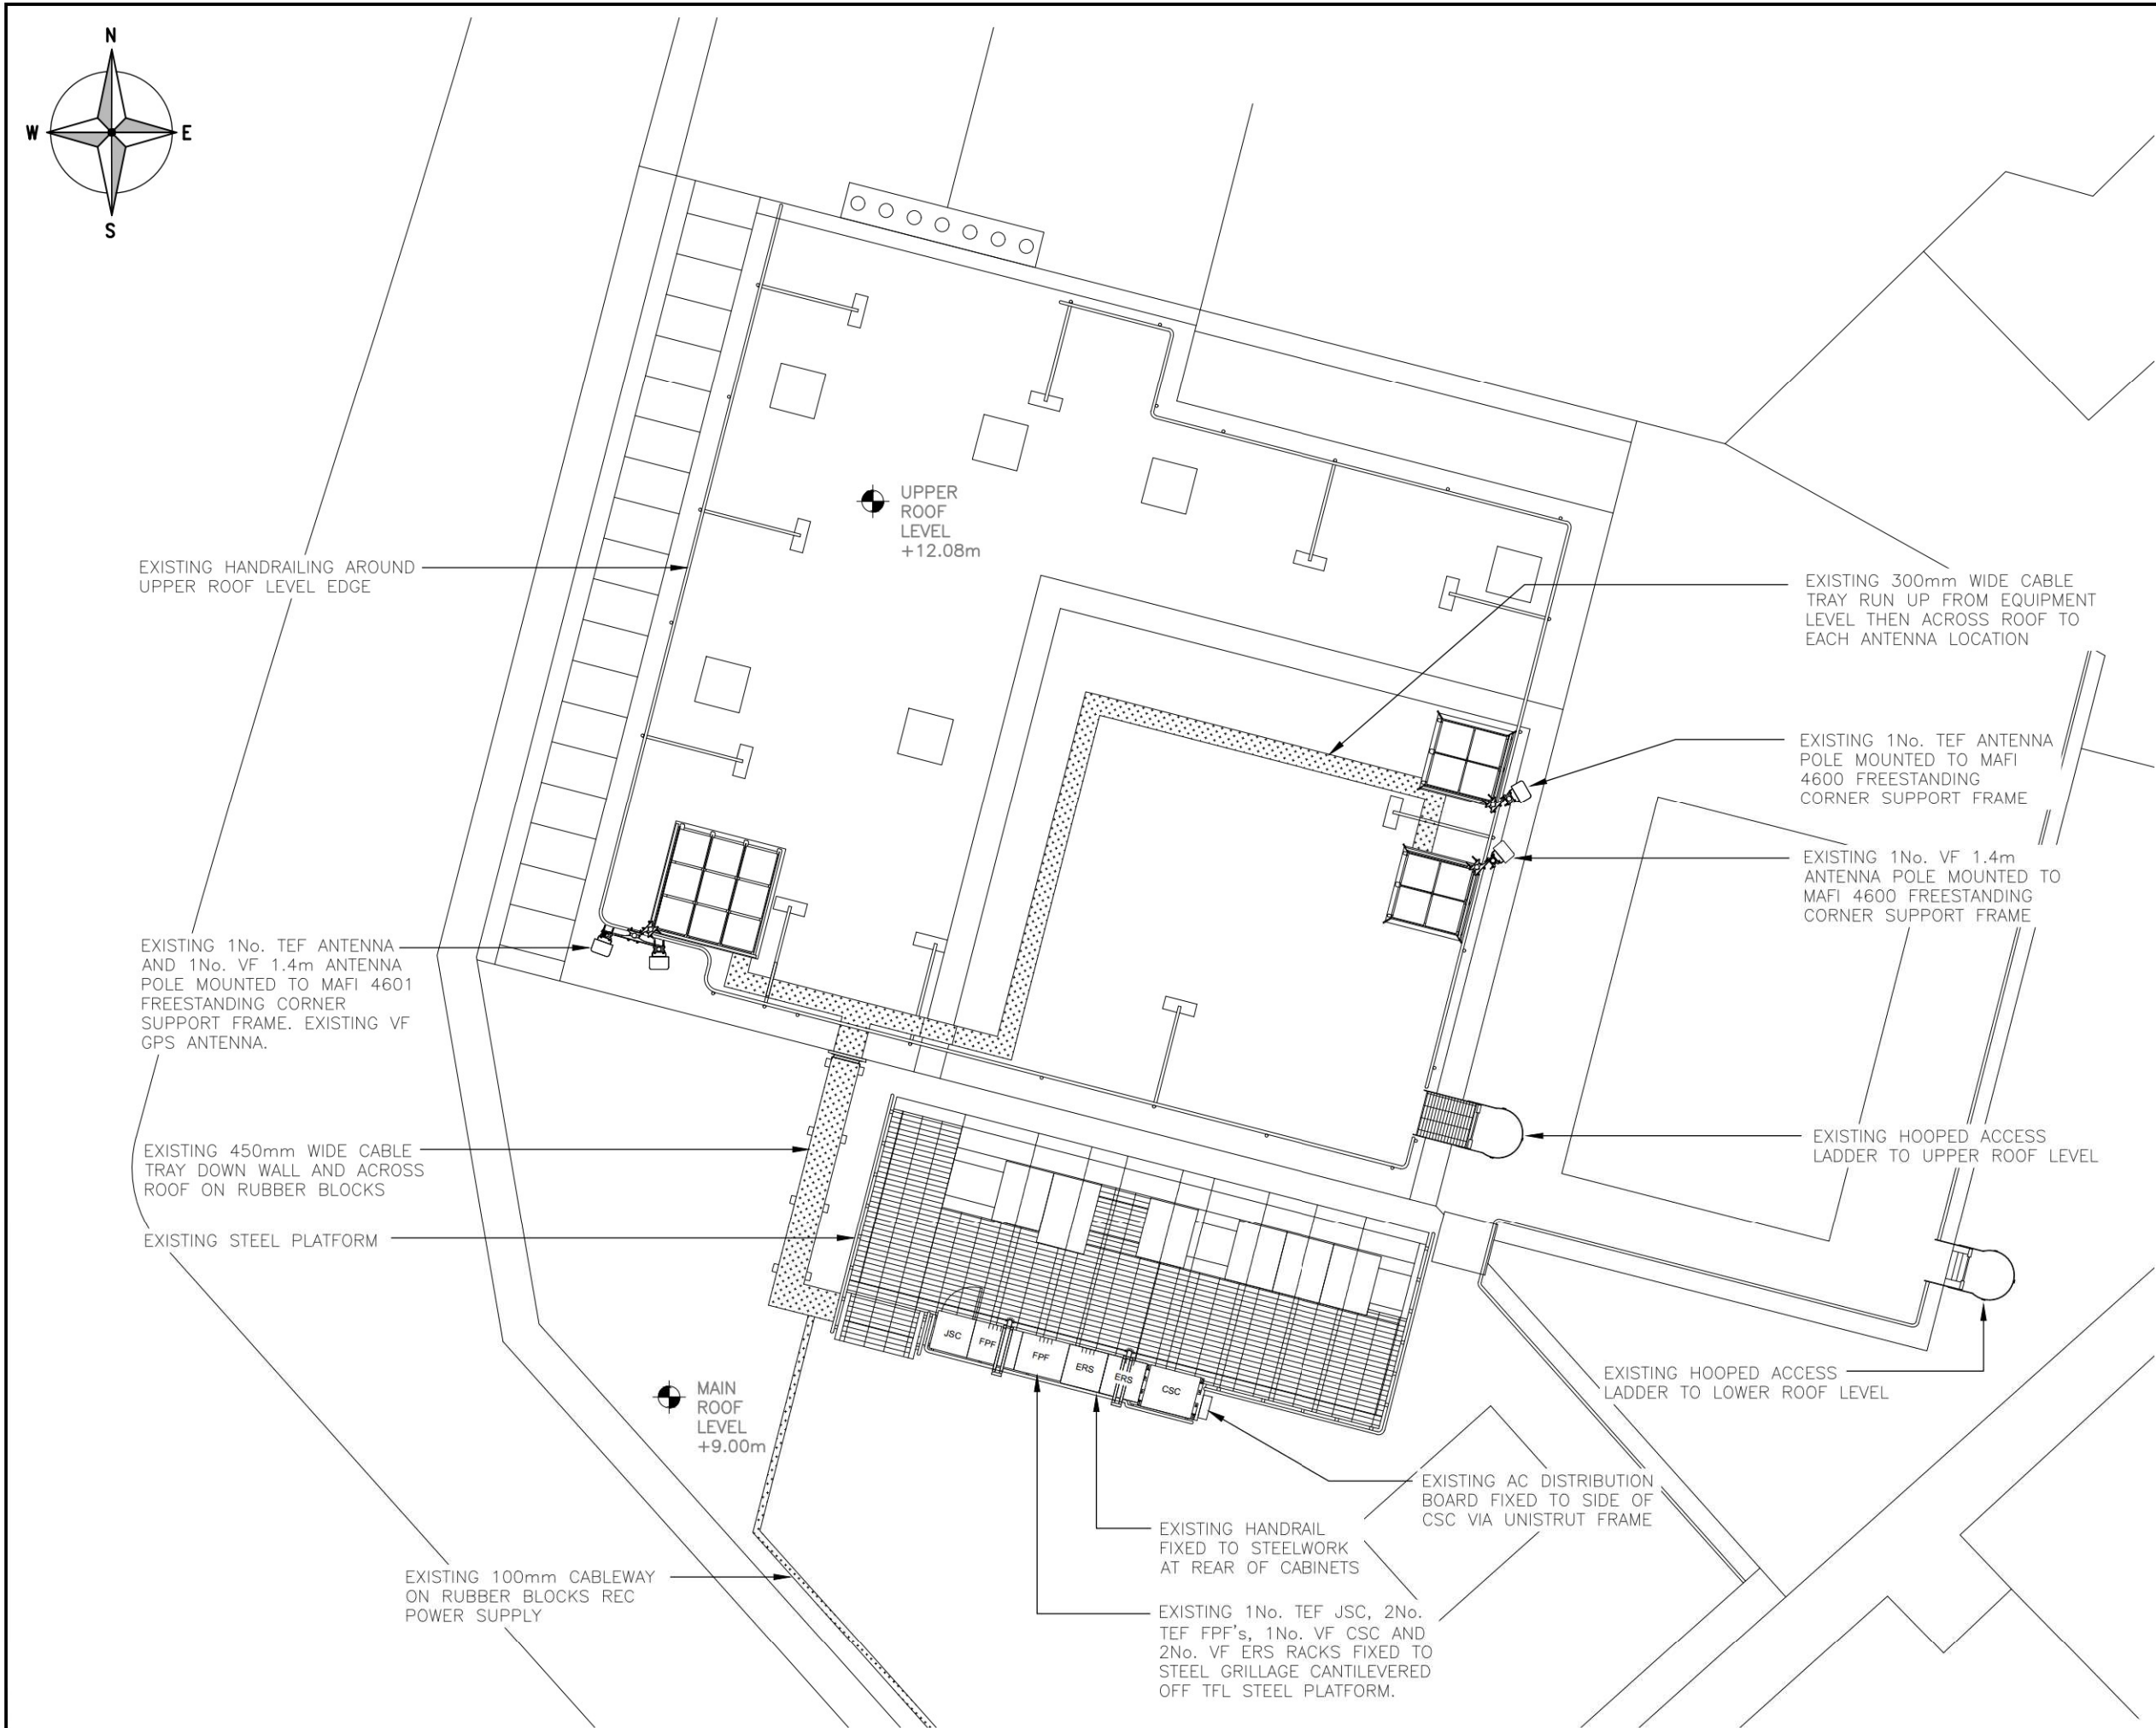 N
W
E
S
UPPER
ROOF
LEVEL
+12.08m
EXISTING HANDRAILING AROUND
UPPER ROOF LEVEL EDGE
EXISTING 300mm WIDE CABLE
TRAY RUN UP FROM EQUIPMENT
LEVEL THEN ACROSS ROOF TO
EACH ANTENNA LOCATION
EXISTING 1No. TEF ANTENNA
POLE MOUNTED TO MAFI
4600 FREESTANDING
CORNER SUPPORT FRAME
EXISTING 1No. VF 1.4m
ANTENNA POLE MOUNTED TO
MAFI 4600 FREESTANDING
CORNER SUPPORT FRAME
EXISTING 1No. TEF ANTENNA
AND 1No. VF 1.4m ANTENNA
POLE MOUNTED TO MAFI 4601
FREESTANDING CORNER
SUPPORT FRAME. EXISTING VF
GPS ANTENNA.
EXISTING 450mm WIDE CABLE
TRAY DOWN WALL AND ACROSS
ROOF ON RUBBER BLOCKS
EXISTING HOOPED ACCESS
LADDER TO UPPER ROOF LEVEL
EXISTING STEEL PLATFORM
JSC
FPF
FPF
ERS
ERS
CSC
MAIN
ROOF
LEVEL
+9.00m
EXISTING HOOPED ACCESS
LADDER TO LOWER ROOF LEVEL
EXISTING AC DISTRIBUTION
BOARD FIXED TO SIDE OF
CSC VIA UNISTRUT FRAME
EXISTING HANDRAIL
FIXED TO STEELWORK
AT REAR OF CABINETS
EXISTING 100mm CABLEWAY
ON RUBBER BLOCKS REC
POWER SUPPLY
EXISTING 1No. TEF JSC, 2No.
TEF FPF's, 1No. VF CSC AND
2No. VF ERS RACKS FIXED TO
STEEL GRILLAGE CANTILEVERED
OFF TFL STEEL PLATFORM.